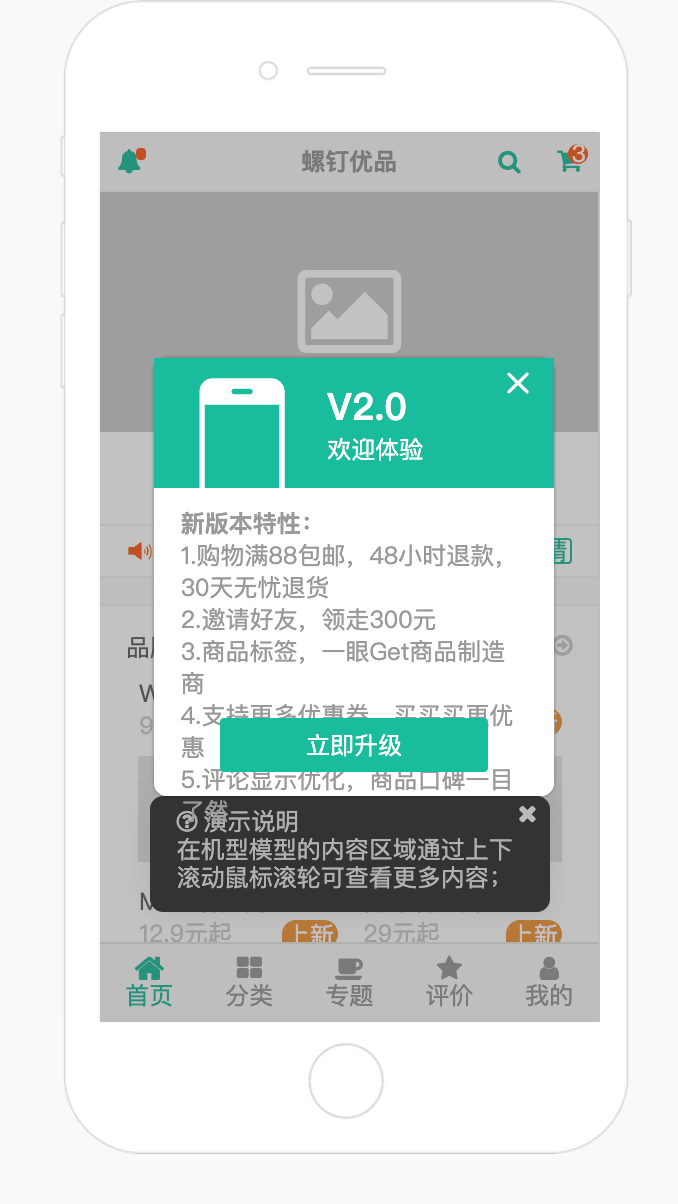 螺钉优品
3
V2.0
欢迎体验
新版本特性：
1.购物满88包邮，48小时退款，
30天无忧退货
2.邀请好友，领走300元
3.商品标签，一眼Get商品制造
商
4.支持更多优惠券，买买买更优
惠
立即升级
5.评论显示优化，商品口碑一目
了然
演示说明
在机型模型的内容区域通过上下
滚动鼠标滚轮可查看更多内容；
12.9元起
上新
29元起
上新
首页
分类
专题
评价
我的